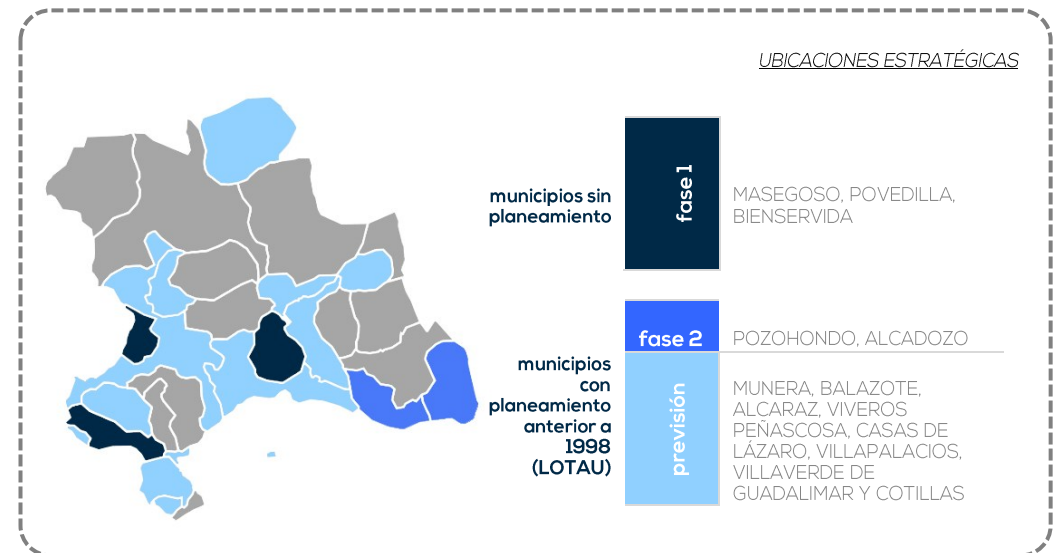 UBICACIONES ESTRATÉGICAS
municipios sin
planeamiento
fase 1
MASEGOSO, POVEDILLA,
BIENSERVIDA
fase 2
POZOHONDO, ALCADOZO
municipios
con
planeamiento
anterior a
1998
(LOTAU)
previsión
MUNERA, BALAZOTE,
ALCARAZ, VIVEROS
PEÑASCOSA, CASAS DE
LÁZARO, VILLAPALACIOS,
VILLAVERDE DE
GUADALIMAR Y COTILLAS